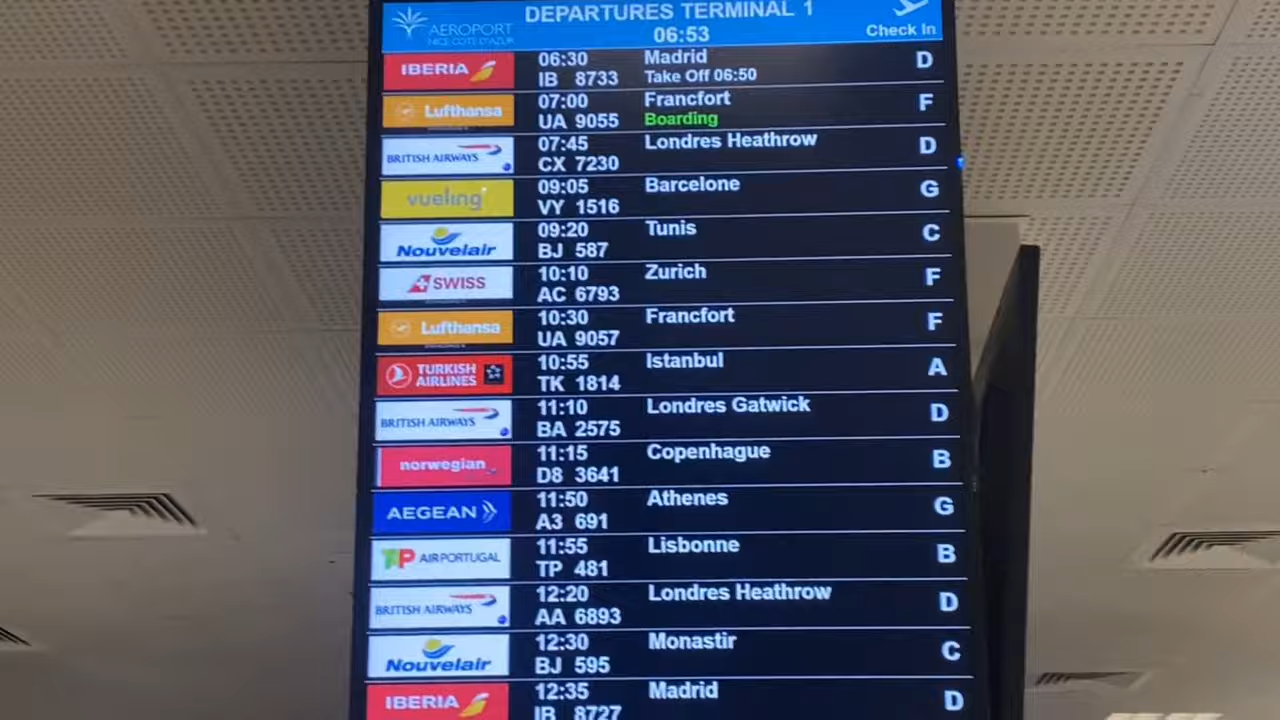 DEPARTURES TERMINAL 1
AEROPORT
NICE COTE D'AZUR
06:53
Check In
IBERIA 06:30 Madrid D
IB 8733 Take Off 06:50
Lufthansa 07:00 Francfort F
UA 9055 Boarding
BRITISH AIRWAYS 07:45 Londres Heathrow D
CX 7230
vueling 09:05 Barcelone G
VY 1516
Nouvelair 09:20 Tunis C
BJ 587
SWISS 10:10 Zurich F
AC 6793
Lufthansa 10:30 Francfort F
UA 9057
TURKISH AIRLINES 10:55 Istanbul A
TK 1814
BRITISH AIRWAYS 11:10 Londres Gatwick D
BA 2575
norwegian 11:15 Copenhague B
D8 3641
AEGEAN 11:50 Athenes G
A3 691
TP AIR PORTUGAL 11:55 Lisbonne B
TP 481
BRITISH AIRWAYS 12:20 Londres Heathrow D
AA 6893
Nouvelair 12:30 Monastir C
BJ 595
IBERIA 12:35 Madrid D
IB 8727